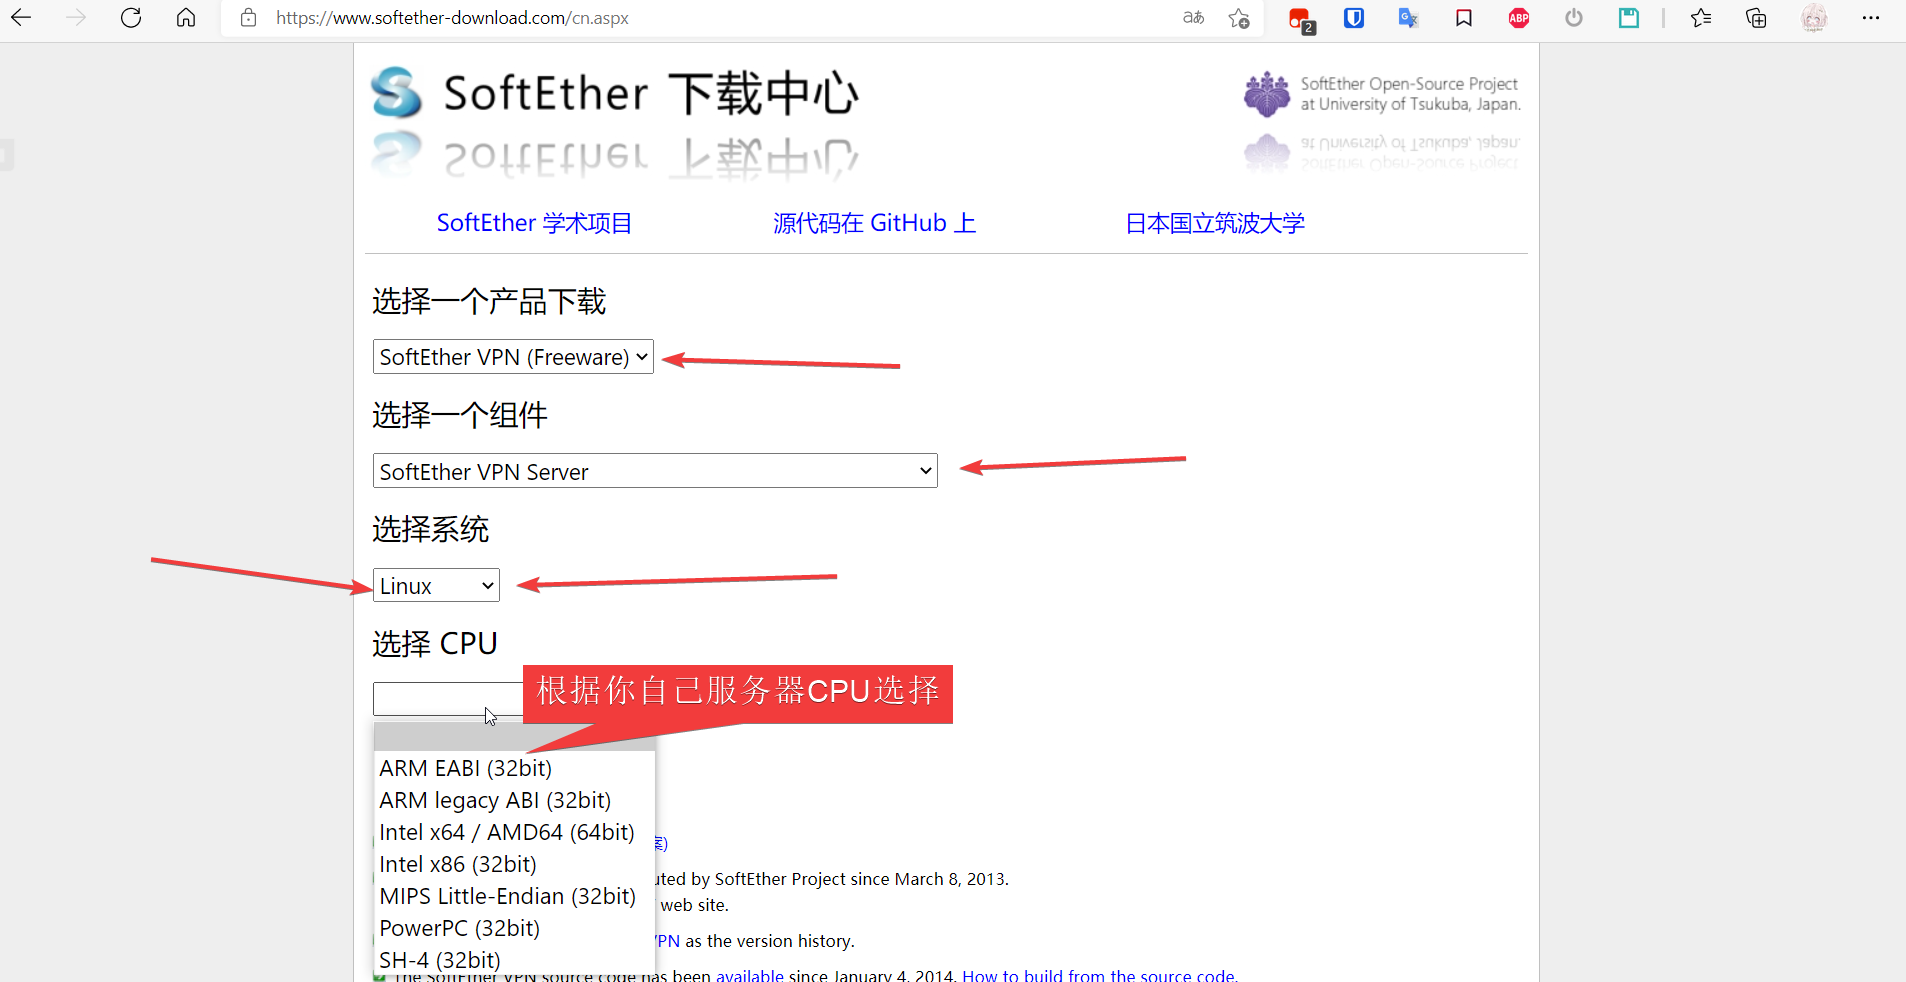 https://www.softether-download.com/cn.aspx
aあ
2
ABP
SoftEther 下载中心
SoftEther Open-Source Project
at University of Tsukuba, Japan.
SoftEther 学术项目
源代码在 GitHub 上
日本国立筑波大学
选择一个产品下载
SoftEther VPN (Freeware)
选择一个组件
SoftEther VPN Server
选择系统
Linux
选择 CPU
根据你自己服务器CPU选择
ARM EABI (32bit)
ARM legacy ABI (32bit)
Intel x64 / AMD64 (64bit)
案)
Intel x86 (32bit)
uted by SoftEther Project since March 8, 2013.
MIPS Little-Endian (32bit)
web site.
PowerPC (32bit)
VPN as the version history.
SH-4 (32bit)
The SoftEther VPN source code has been available since January 4, 2014. How to build from the source code.